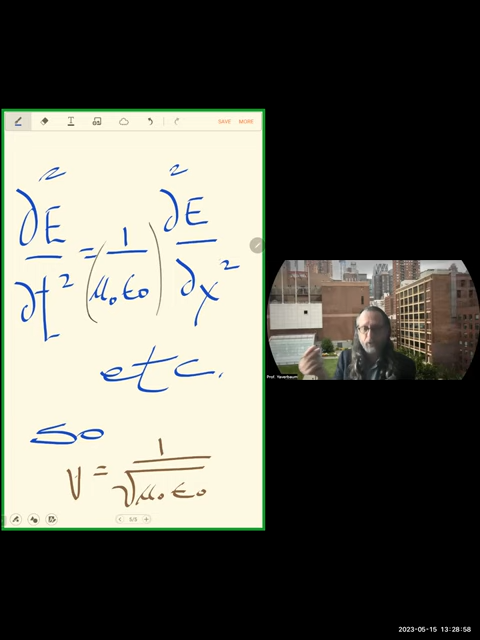 SAVE MORE
∂²E/∂t² = (1/μ₀ε₀) ∂²E/∂x²
etc.
so
v = 1/√μ₀ε₀
5/5
Prof. Yaverbaum
2023-05-15 13:28:58